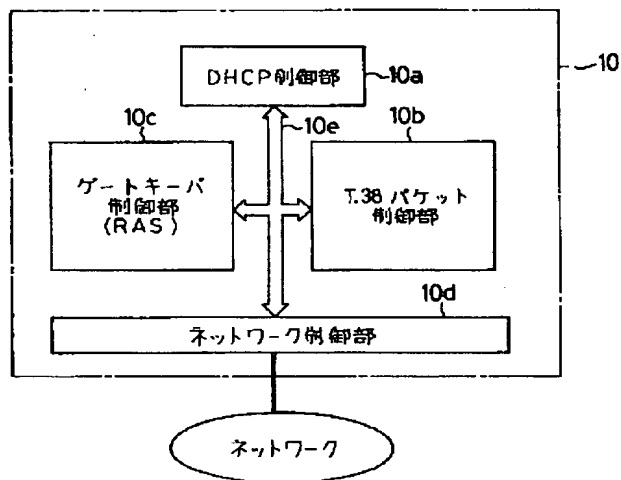 10
DHCP制御部
10a
10c
10e
10b
ゲートキーパ
制御部
(RAS)
T.38 パケット
制御部
10d
ネットワーク制御部
ネットワーク